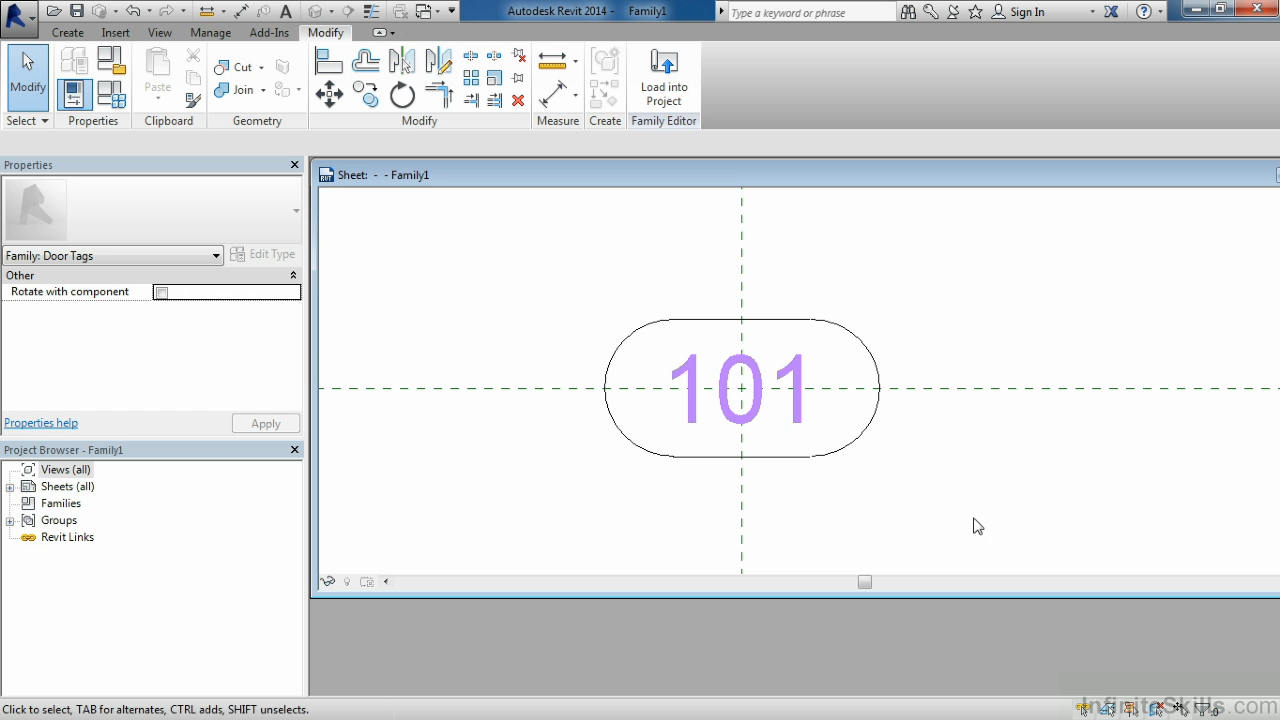 Autodesk Revit 2014 - Family1
Type a keyword or phrase
Sign In
Create Insert View Manage Add-Ins Modify
Modify
Paste
Cut
Join
Load into
Project
Select Properties Clipboard Geometry Modify Measure Create Family Editor
Properties
Sheet: - - Family1
Family: Door Tags
Edit Type
Other
Rotate with component
101
Properties help
Apply
Project Browser - Family1
Views (all)
Sheets (all)
Families
Groups
Revit Links
Click to select, TAB for alternates, CTRL adds, SHIFT unselects.
InfiniteSkills.com